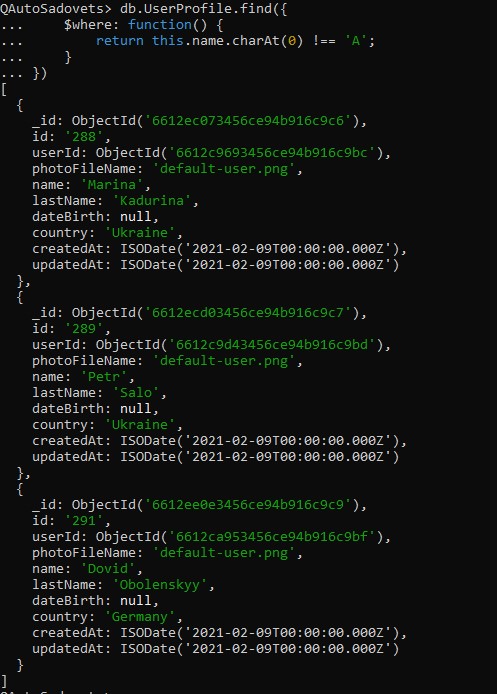 QAutoSadovets> db.UserProfile.find({
...     $where: function() {
...         return this.name.charAt(0) !== 'A';
...     }
... })
[
  {
    _id: ObjectId('6612ec073456ce94b916c9c6'),
    id: '288',
    userId: ObjectId('6612c9693456ce94b916c9bc'),
    photoFileName: 'default-user.png',
    name: 'Marina',
    lastName: 'Kadurina',
    dateBirth: null,
    country: 'Ukraine',
    createdAt: ISODate('2021-02-09T00:00:00.000Z'),
    updatedAt: ISODate('2021-02-09T00:00:00.000Z')
  },
  {
    _id: ObjectId('6612ecd03456ce94b916c9c7'),
    id: '289',
    userId: ObjectId('6612c9d43456ce94b916c9bd'),
    photoFileName: 'default-user.png',
    name: 'Petr',
    lastName: 'Salo',
    dateBirth: null,
    country: 'Ukraine',
    createdAt: ISODate('2021-02-09T00:00:00.000Z'),
    updatedAt: ISODate('2021-02-09T00:00:00.000Z')
  },
  {
    _id: ObjectId('6612ee0e3456ce94b916c9c9'),
    id: '291',
    userId: ObjectId('6612ca953456ce94b916c9bf'),
    photoFileName: 'default-user.png',
    name: 'Dovid',
    lastName: 'Obolenskyy',
    dateBirth: null,
    country: 'Germany',
    createdAt: ISODate('2021-02-09T00:00:00.000Z'),
    updatedAt: ISODate('2021-02-09T00:00:00.000Z')
  }
]